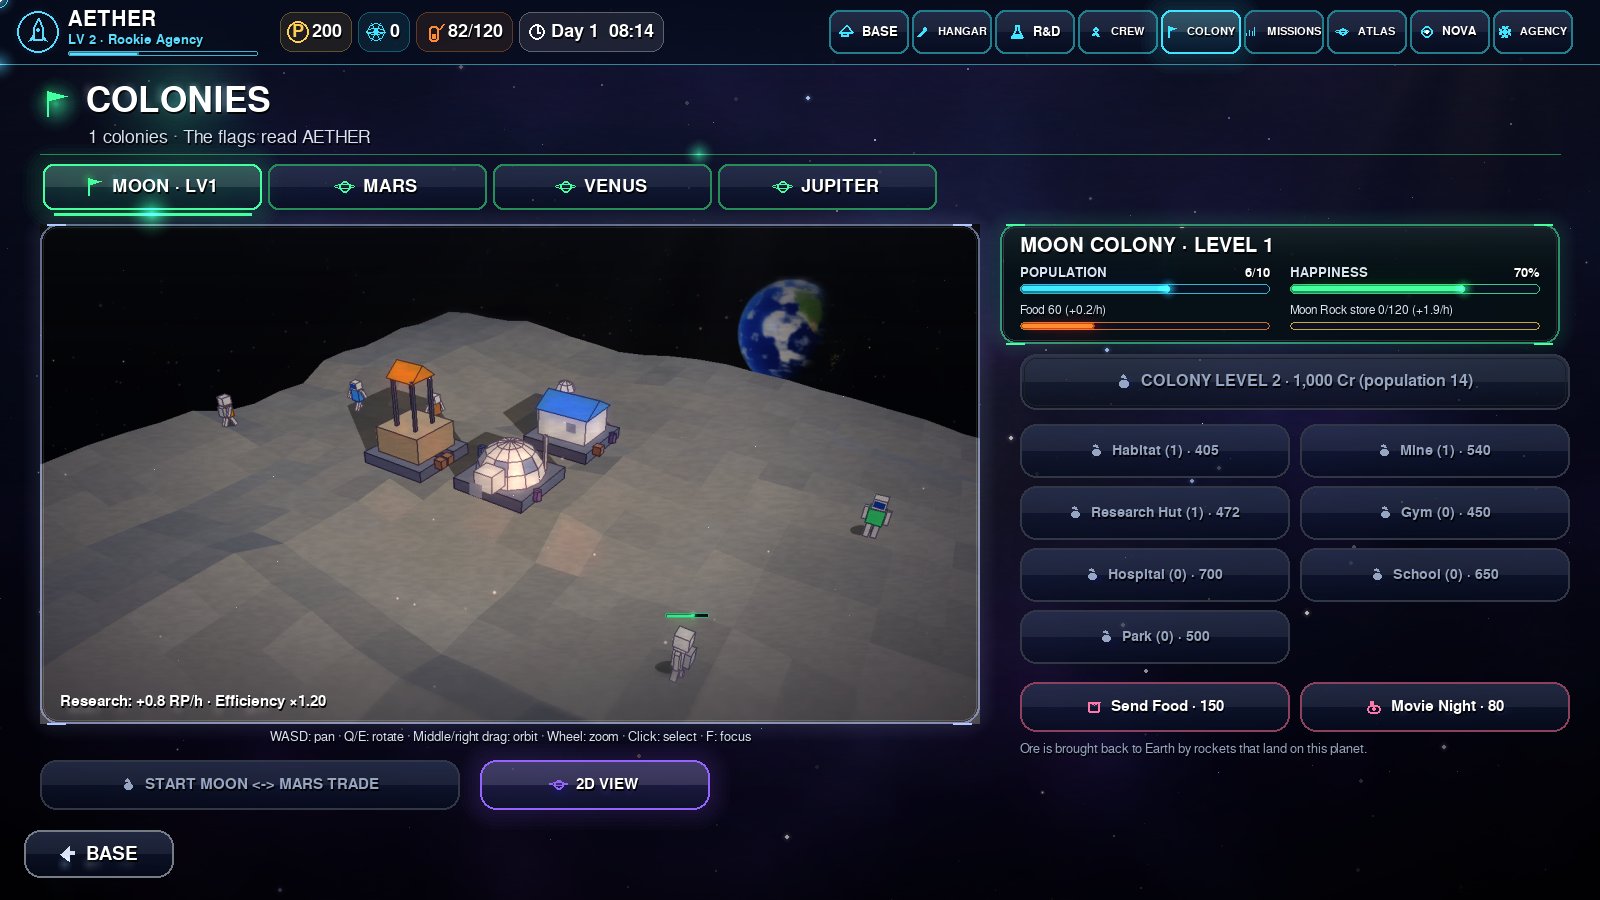 AETHER
LV 2 · Rookie Agency
200
0
82/120
Day 1 08:14
BASE
HANGAR
R&D
CREW
COLONY
MISSIONS
ATLAS
NOVA
AGENCY
COLONIES
1 colonies · The flags read AETHER
MOON · LV1
MARS
VENUS
JUPITER
MOON COLONY · LEVEL 1
POPULATION 6/10
HAPPINESS 70%
Food 60 (+0.2/h)
Moon Rock store 0/120 (+1.9/h)
COLONY LEVEL 2 · 1,000 Cr (population 14)
Habitat (1) · 405
Mine (1) · 540
Research Hut (1) · 472
Gym (0) · 450
Hospital (0) · 700
School (0) · 650
Park (0) · 500
Send Food · 150
Movie Night · 80
Ore is brought back to Earth by rockets that land on this planet.
Research: +0.8 RP/h · Efficiency ×1.20
WASD: pan · Q/E: rotate · Middle/right drag: orbit · Wheel: zoom · Click: select · F: focus
START MOON <-> MARS TRADE
2D VIEW
BASE